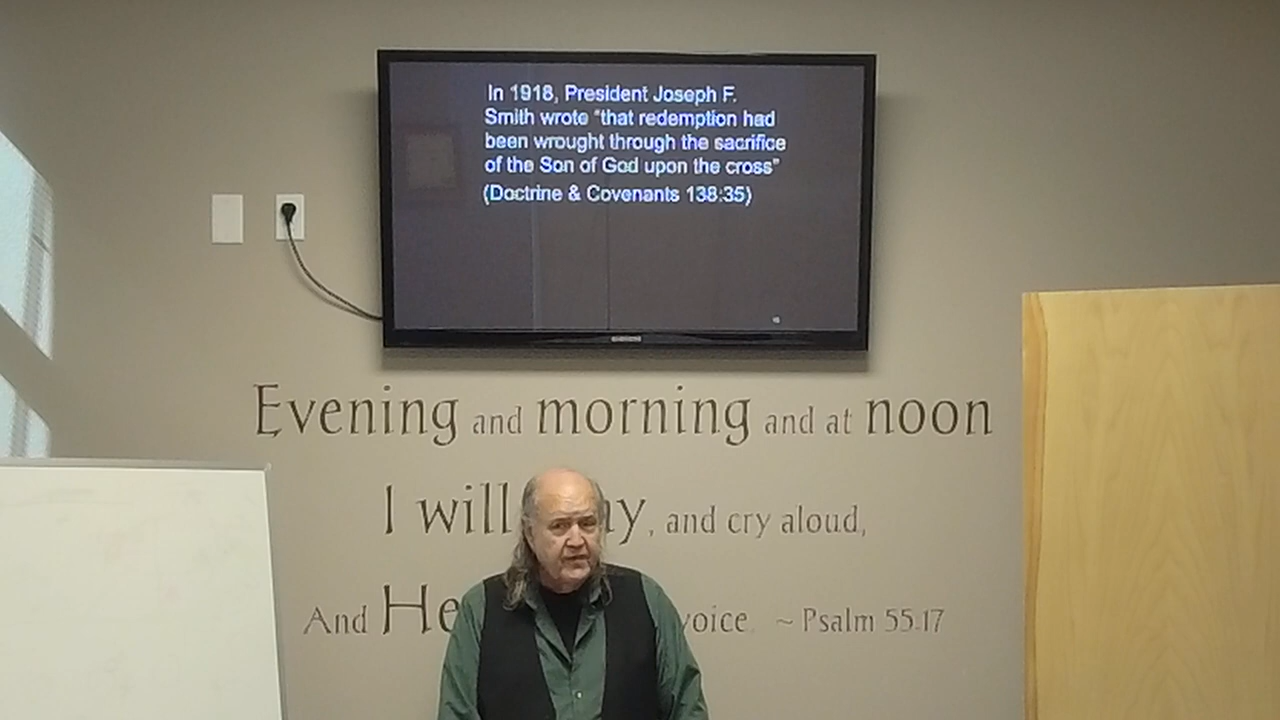 In 1918, President Joseph F.
Smith wrote "that redemption had
been wrought through the sacrifice
of the Son of God upon the cross"
(Doctrine & Covenants 138:35)
Evening and morning and at noon
I will ay, and cry aloud,
And He voice. ~ Psalm 55:17